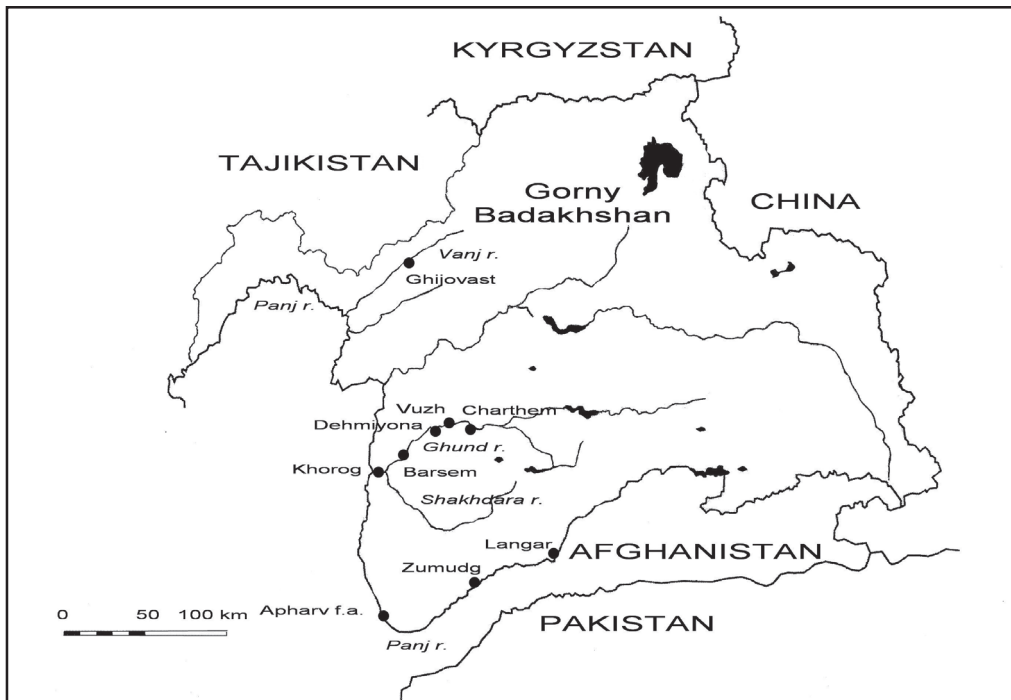 KYRGYZSTAN
TAJIKISTAN
Gorny
Badakhshan
CHINA
Vanj r.
Ghijovast
Panj r.
Vuzh
Charthem
Dehmiyona
Ghund r.
Khorog
Barsem
Shakhdara r.
Langar
AFGHANISTAN
Zumudg
0 50 100 km
Apharv f.a.
PAKISTAN
Panj r.